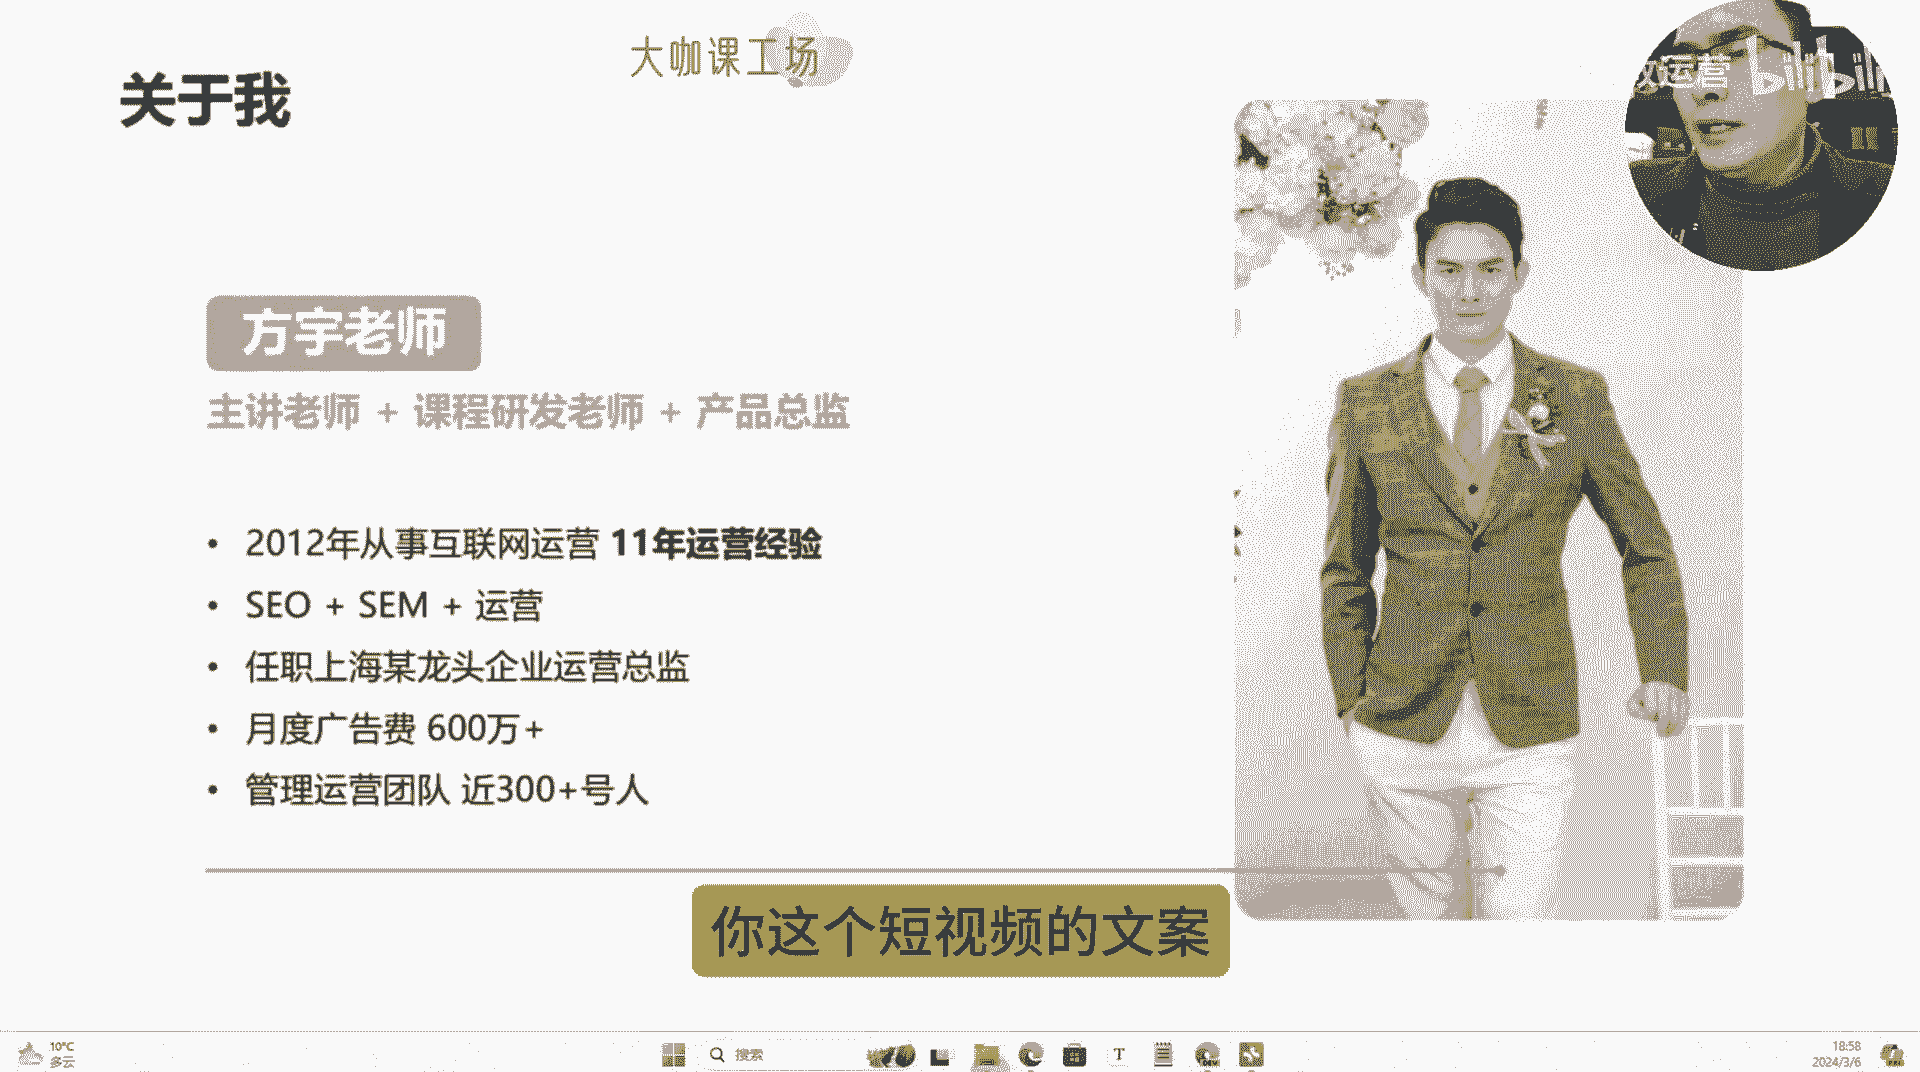 大咖课工场
关于我
运营 bilibili
方宇老师
主讲老师 + 课程研发老师 + 产品总监
• 2012年从事互联网运营 11年运营经验
• SEO + SEM + 运营
• 任职上海某龙头企业运营总监
• 月度广告费 600万+
• 管理运营团队 近300+号人
你这个短视频的文案
10°C
多云
搜索
18:58
2024/3/6